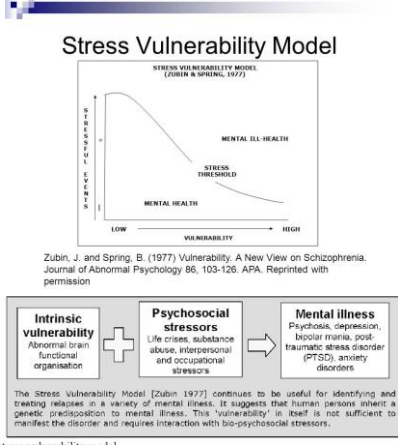 Stress Vulnerability Model
STRESS VULNERABILITY MODEL
(ZUBIN & SPRING, 1977)
STRESSFUL EVENTS
MENTAL ILL-HEALTH
STRESS
THRESHOLD
MENTAL HEALTH
LOW
HIGH
VULNERABILITY
Zubin, J. and Spring, B. (1977) Vulnerability. A New View on Schizophrenia.
Journal of Abnormal Psychology 86, 103-126. APA. Reprinted with
permission
Intrinsic
vulnerability
Abnormal brain
functional
organisation
Psychosocial
stressors
Life crises, substance
abuse, interpersonal
and occupational
stressors
Mental illness
Psychosis, depression,
bipolar mania, post-
traumatic stress disorder
(PTSD), anxiety
disorders
The Stress Vulnerability Model [Zubin 1977] continues to be useful for identifying and
treating relapses in a variety of mental illness. It suggests that human persons inherit a
genetic predisposition to mental illness. This 'vulnerability' in itself is not sufficient to
manifest the disorder and requires interaction with bio-psychosocial stressors.